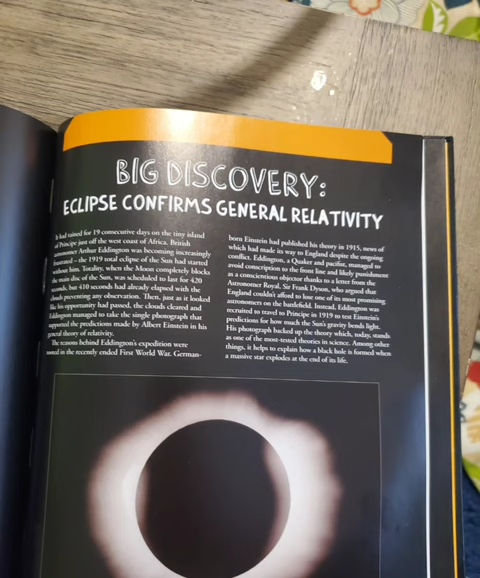 BIG DISCOVERY:
ECLIPSE CONFIRMS GENERAL RELATIVITY
It had rained for 19 consecutive days on the tiny island
of Príncipe just off the west coast of Africa. British
astronomer Arthur Eddington was becoming increasingly
frustrated – the 1919 total eclipse of the Sun had started
without him. Totality, when the Moon completely blocks
the main disc of the Sun, was scheduled to last for 420
seconds, but 410 seconds had already elapsed with the
clouds preventing any observation. Then, just as it looked
like his opportunity had passed, the clouds cleared and
Eddington managed to take the single photograph that
supported the predictions made by Albert Einstein in his
general theory of relativity.
The reasons behind Eddington's expedition were
rooted in the recently ended First World War. German-
born Einstein had published his theory in 1915, news of
which had made its way to England despite the ongoing
conflict. Eddington, a Quaker and pacifist, managed to
avoid conscription to the front line and likely punishment
as a conscientious objector thanks to a letter from the
Astronomer Royal, Sir Frank Dyson, who argued that
England couldn't afford to lose one of its most promising
astronomers on the battlefield. Instead, Eddington was
recruited to travel to Príncipe in 1919 to test Einstein's
predictions for how much the Sun's gravity bends light.
His photograph backed up the theory which, today, stands
as one of the most-tested theories in science. Among other
things, it helps to explain how a black hole is formed when
a massive star explodes at the end of its life.